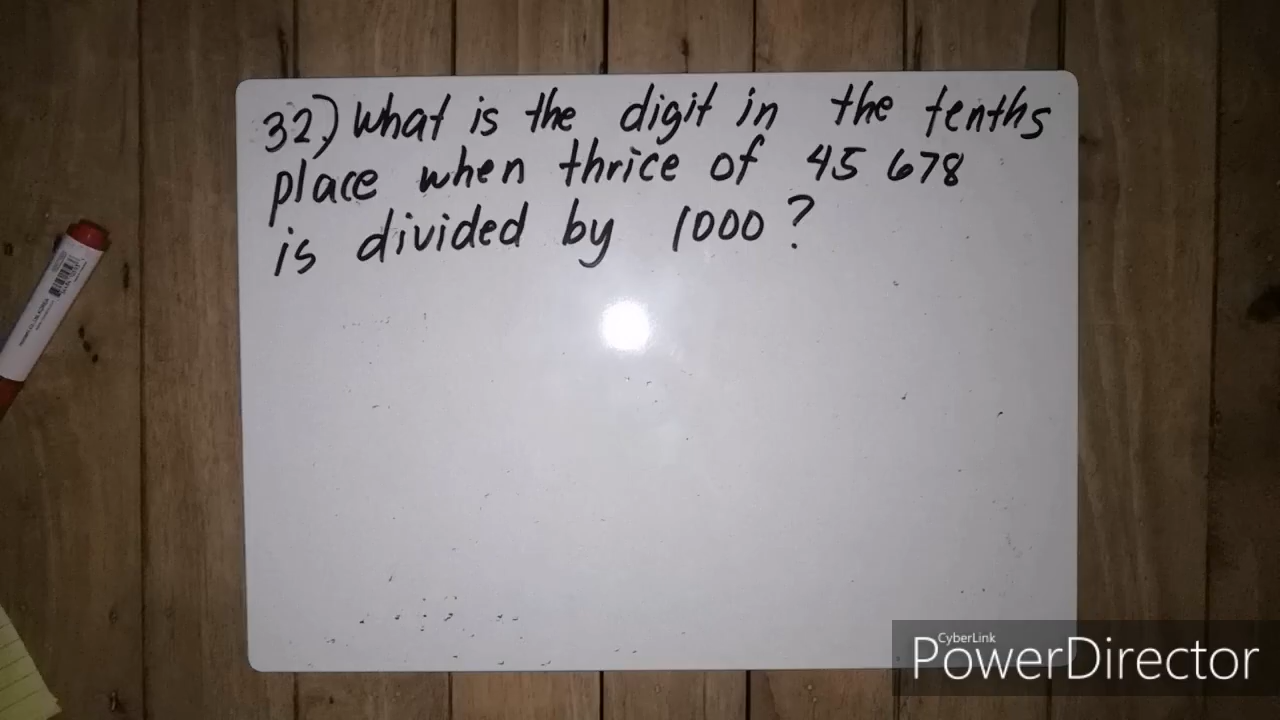 32) What is the digit in the tenths
place when thrice of 45 678
is divided by 1000?
CyberLink
PowerDirector